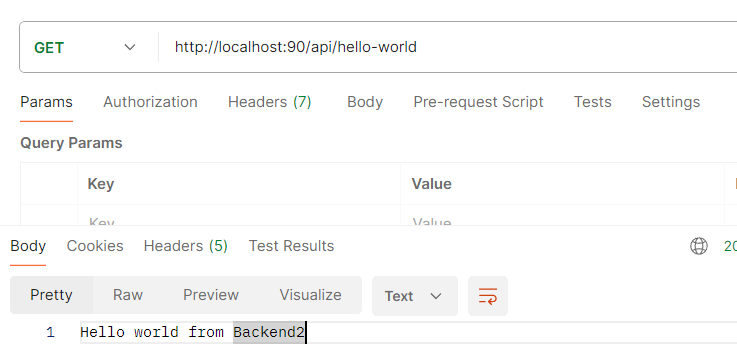 GET http://localhost:90/api/hello-world
Params Authorization Headers (7) Body Pre-request Script Tests Settings
Query Params
Key Value
Key Value
Body Cookies Headers (5) Test Results
Pretty Raw Preview Visualize Text
1 Hello world from Backend2